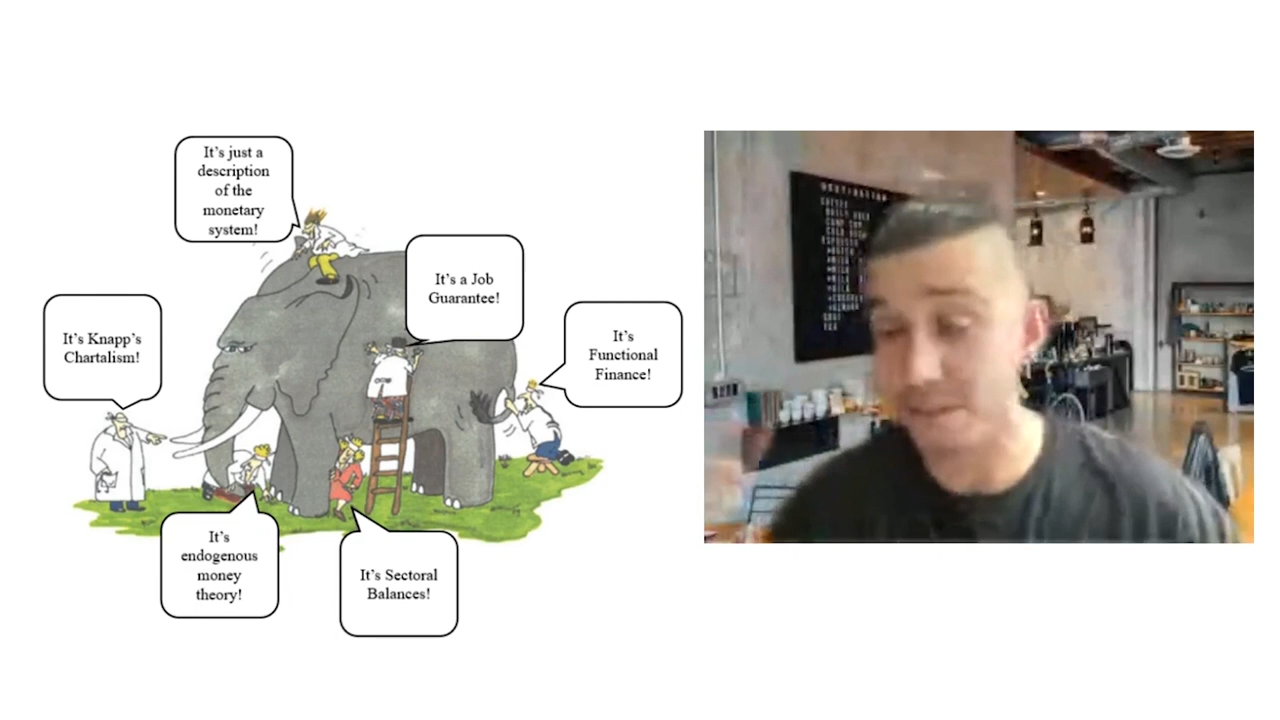 It's just a
description
of the
monetary
system!
It's a Job
Guarantee!
It's Knapp's
Chartalism!
It's
Functional
Finance!
It's
endogenous
money
theory!
It's Sectoral
Balances!